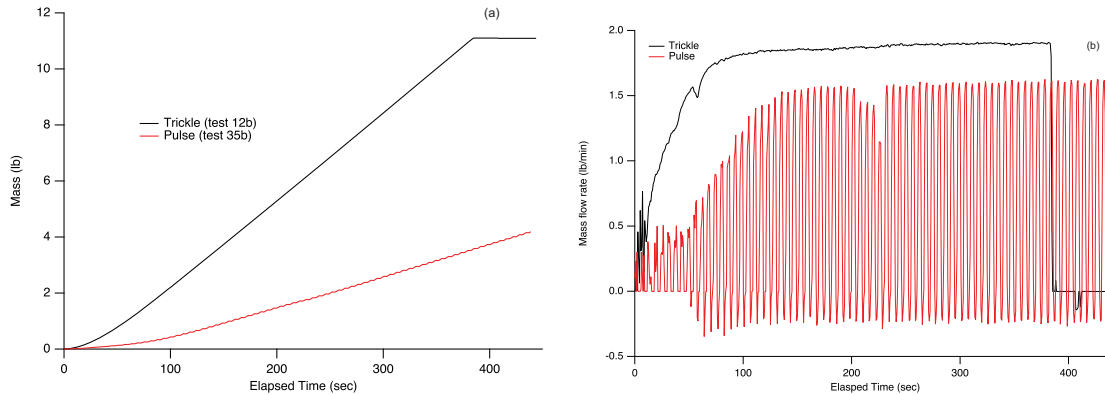 (a)
12
10
8
6
4
2
0
Mass (lb)
Trickle (test 12b)
Pulse (test 35b)
0 100 200 300 400
Elapsed Time (sec)
(b)
2.0
1.5
1.0
0.5
0.0
-0.5
Mass flow rate (lb/min)
Trickle
Pulse
0 100 200 300 400
Elasped Time (sec)